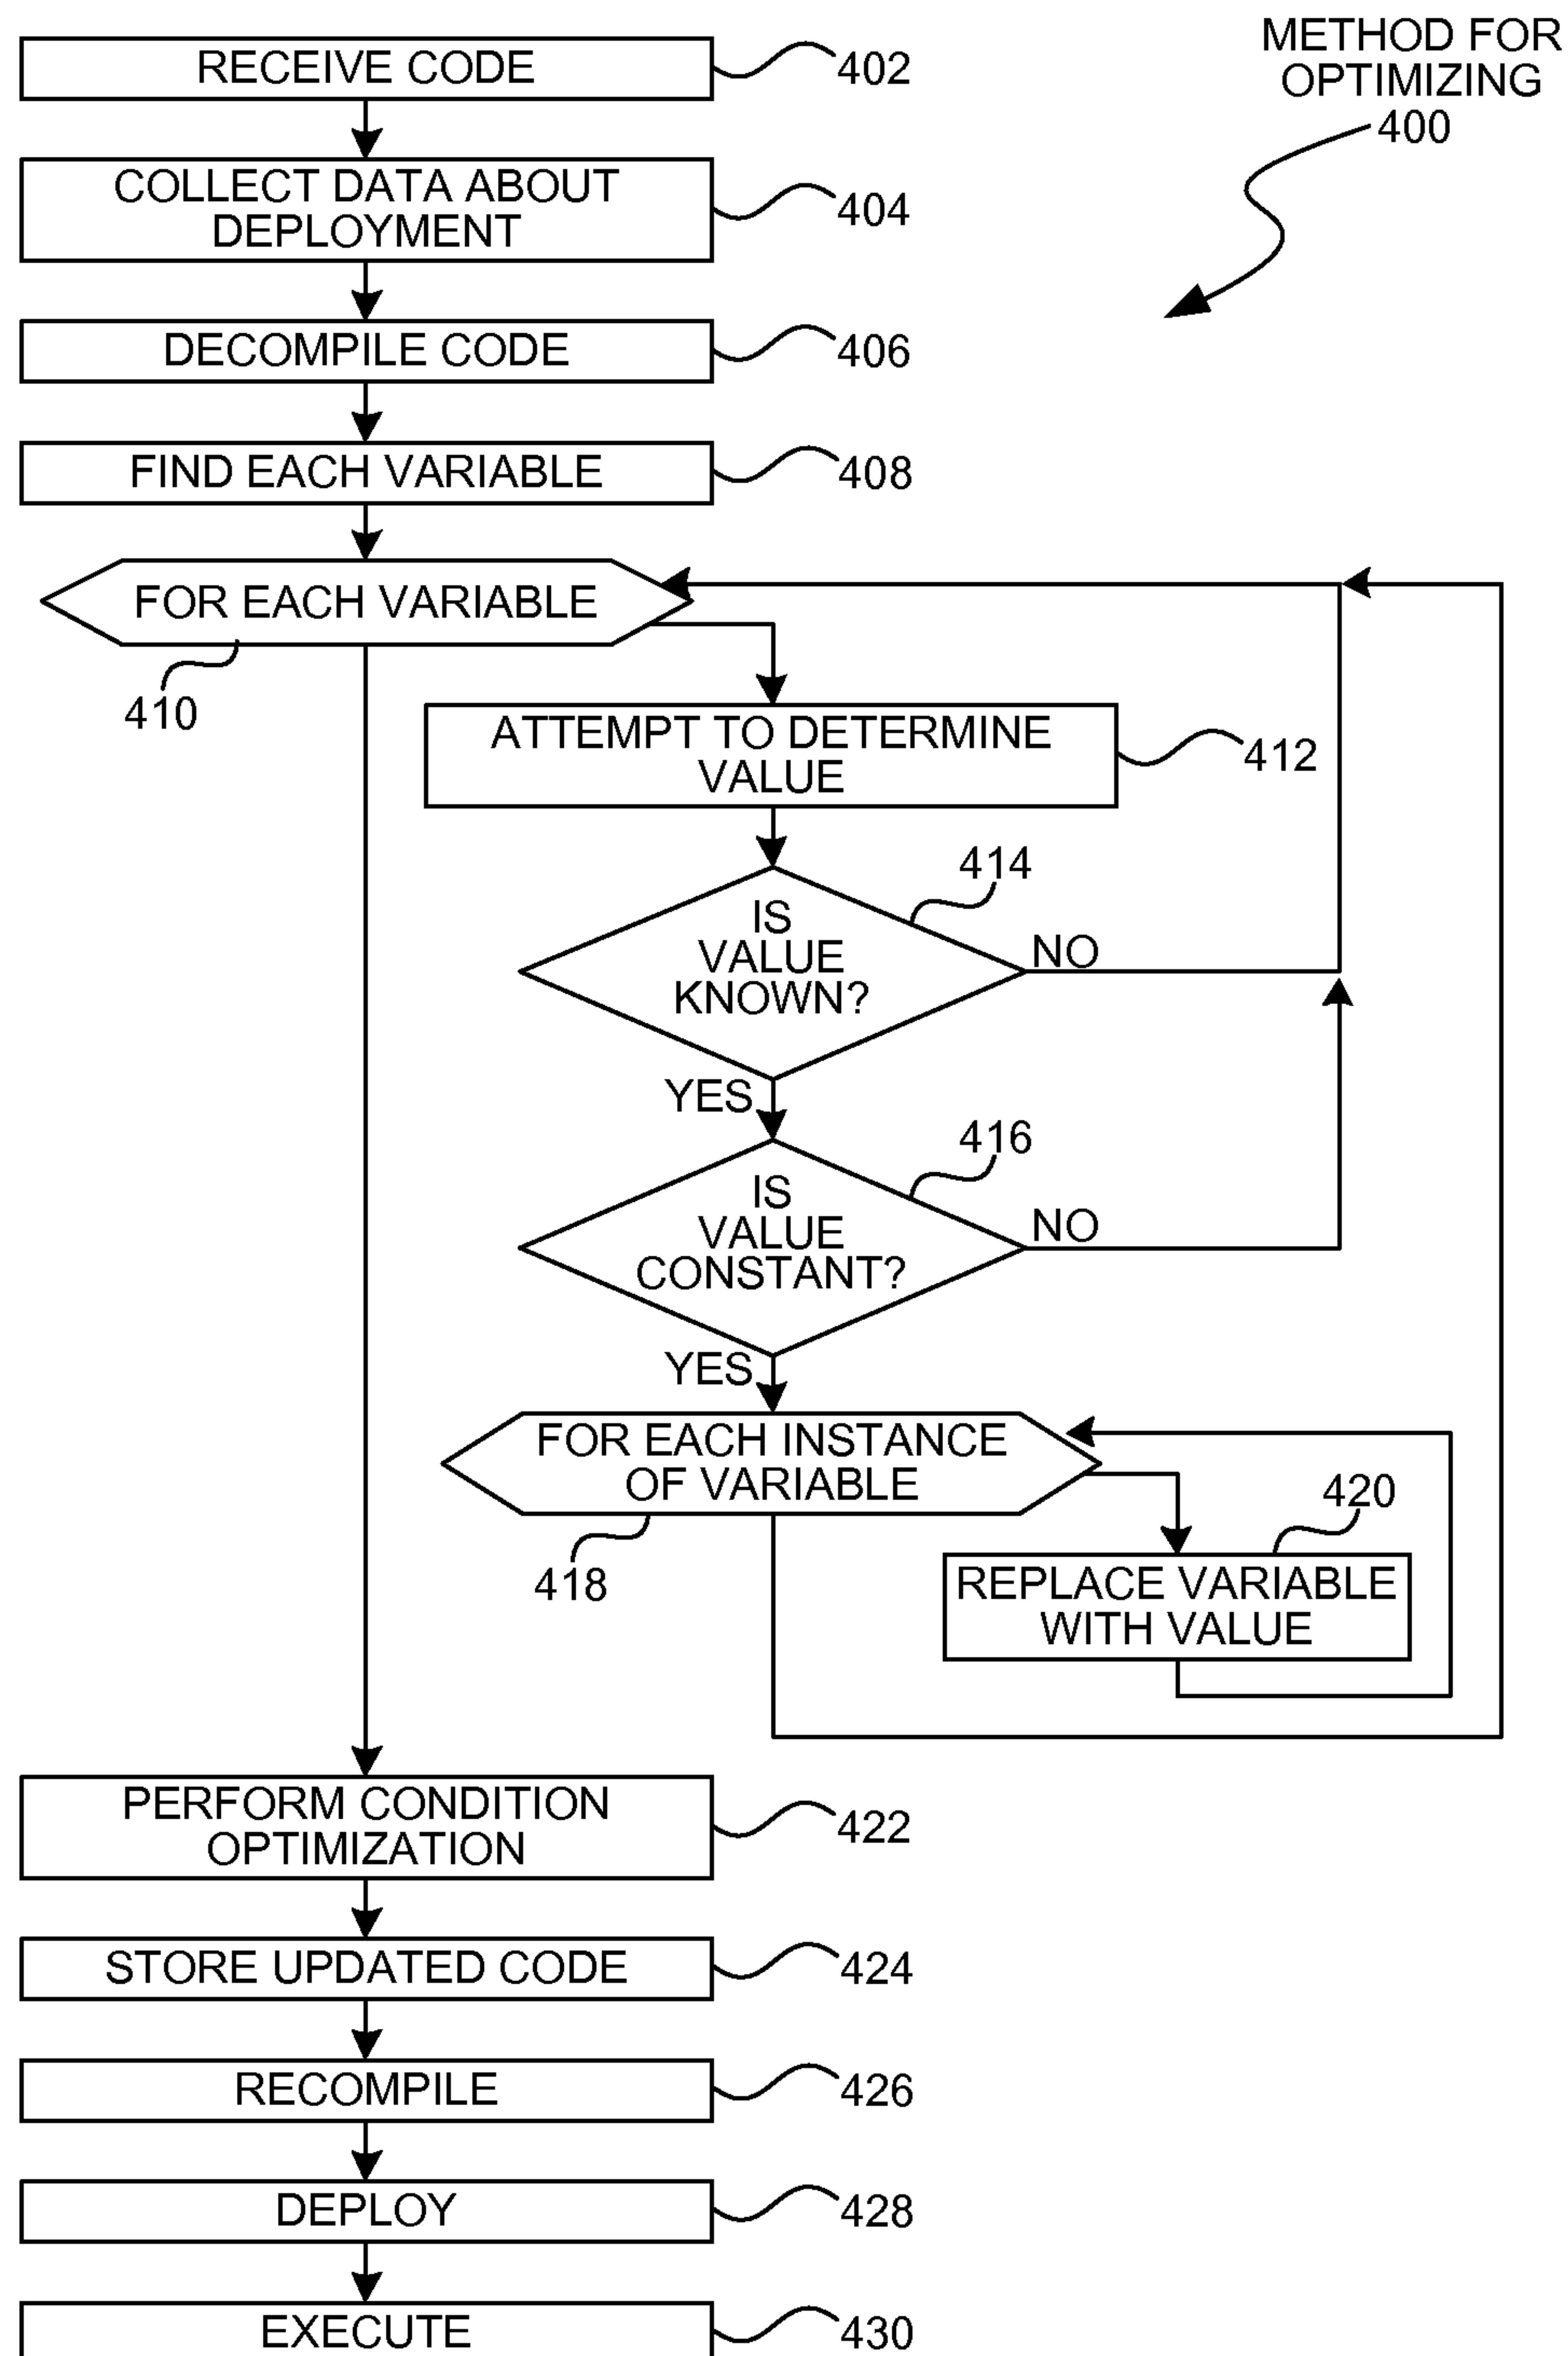 METHOD FOR
OPTIMIZING
400
RECEIVE CODE
402
COLLECT DATA ABOUT
DEPLOYMENT
404
DECOMPILE CODE
406
FIND EACH VARIABLE
408
FOR EACH VARIABLE
410
ATTEMPT TO DETERMINE
VALUE
412
414
IS
VALUE
KNOWN?
NO
YES
416
IS
VALUE
CONSTANT?
NO
YES
FOR EACH INSTANCE
OF VARIABLE
418
420
REPLACE VARIABLE
WITH VALUE
PERFORM CONDITION
OPTIMIZATION
422
STORE UPDATED CODE
424
RECOMPILE
426
DEPLOY
428
EXECUTE
430